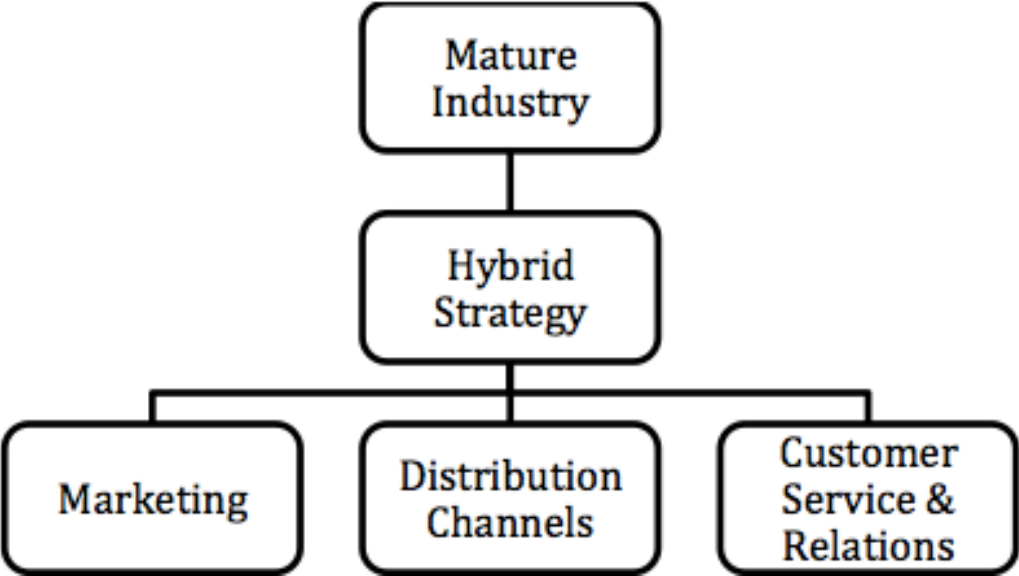 Mature
Industry
Hybrid
Strategy
Marketing
Distribution
Channels
Customer
Service &
Relations